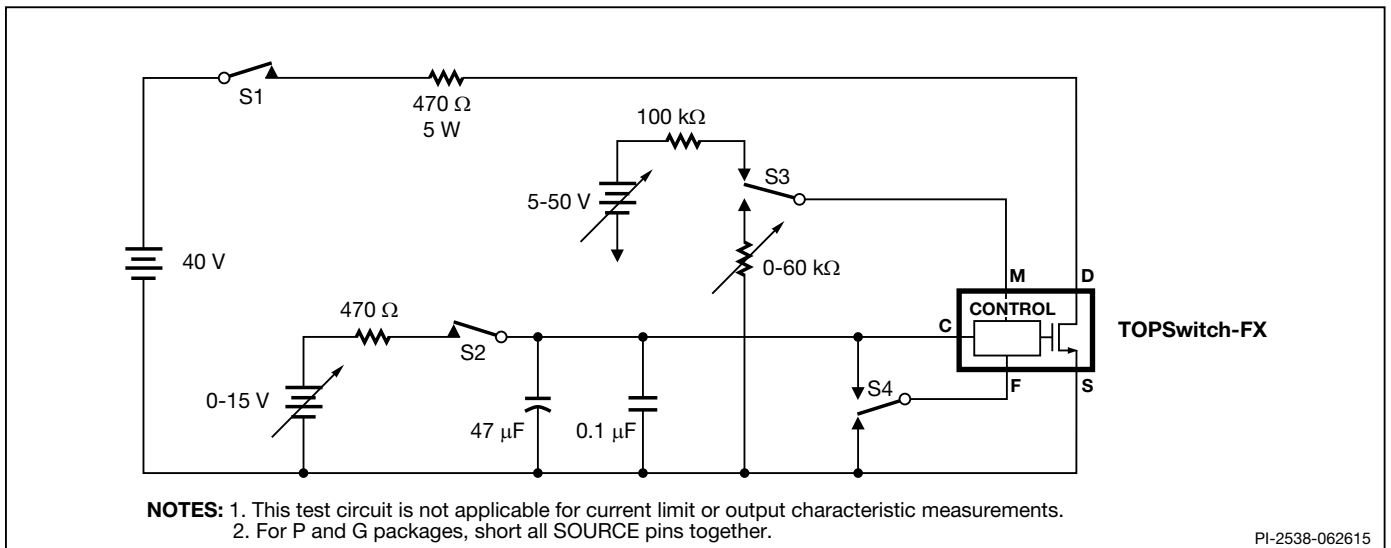 S1
470 Ω
5 W
100 kΩ
S3
5-50 V
40 V
0-60 kΩ
M D
470 Ω
CONTROL
C
TOPSwitch-FX
S2
0-15 V
S4
F S
47 μF
0.1 μF
NOTES: 1. This test circuit is not applicable for current limit or output characteristic measurements.
2. For P and G packages, short all SOURCE pins together.
PI-2538-062615